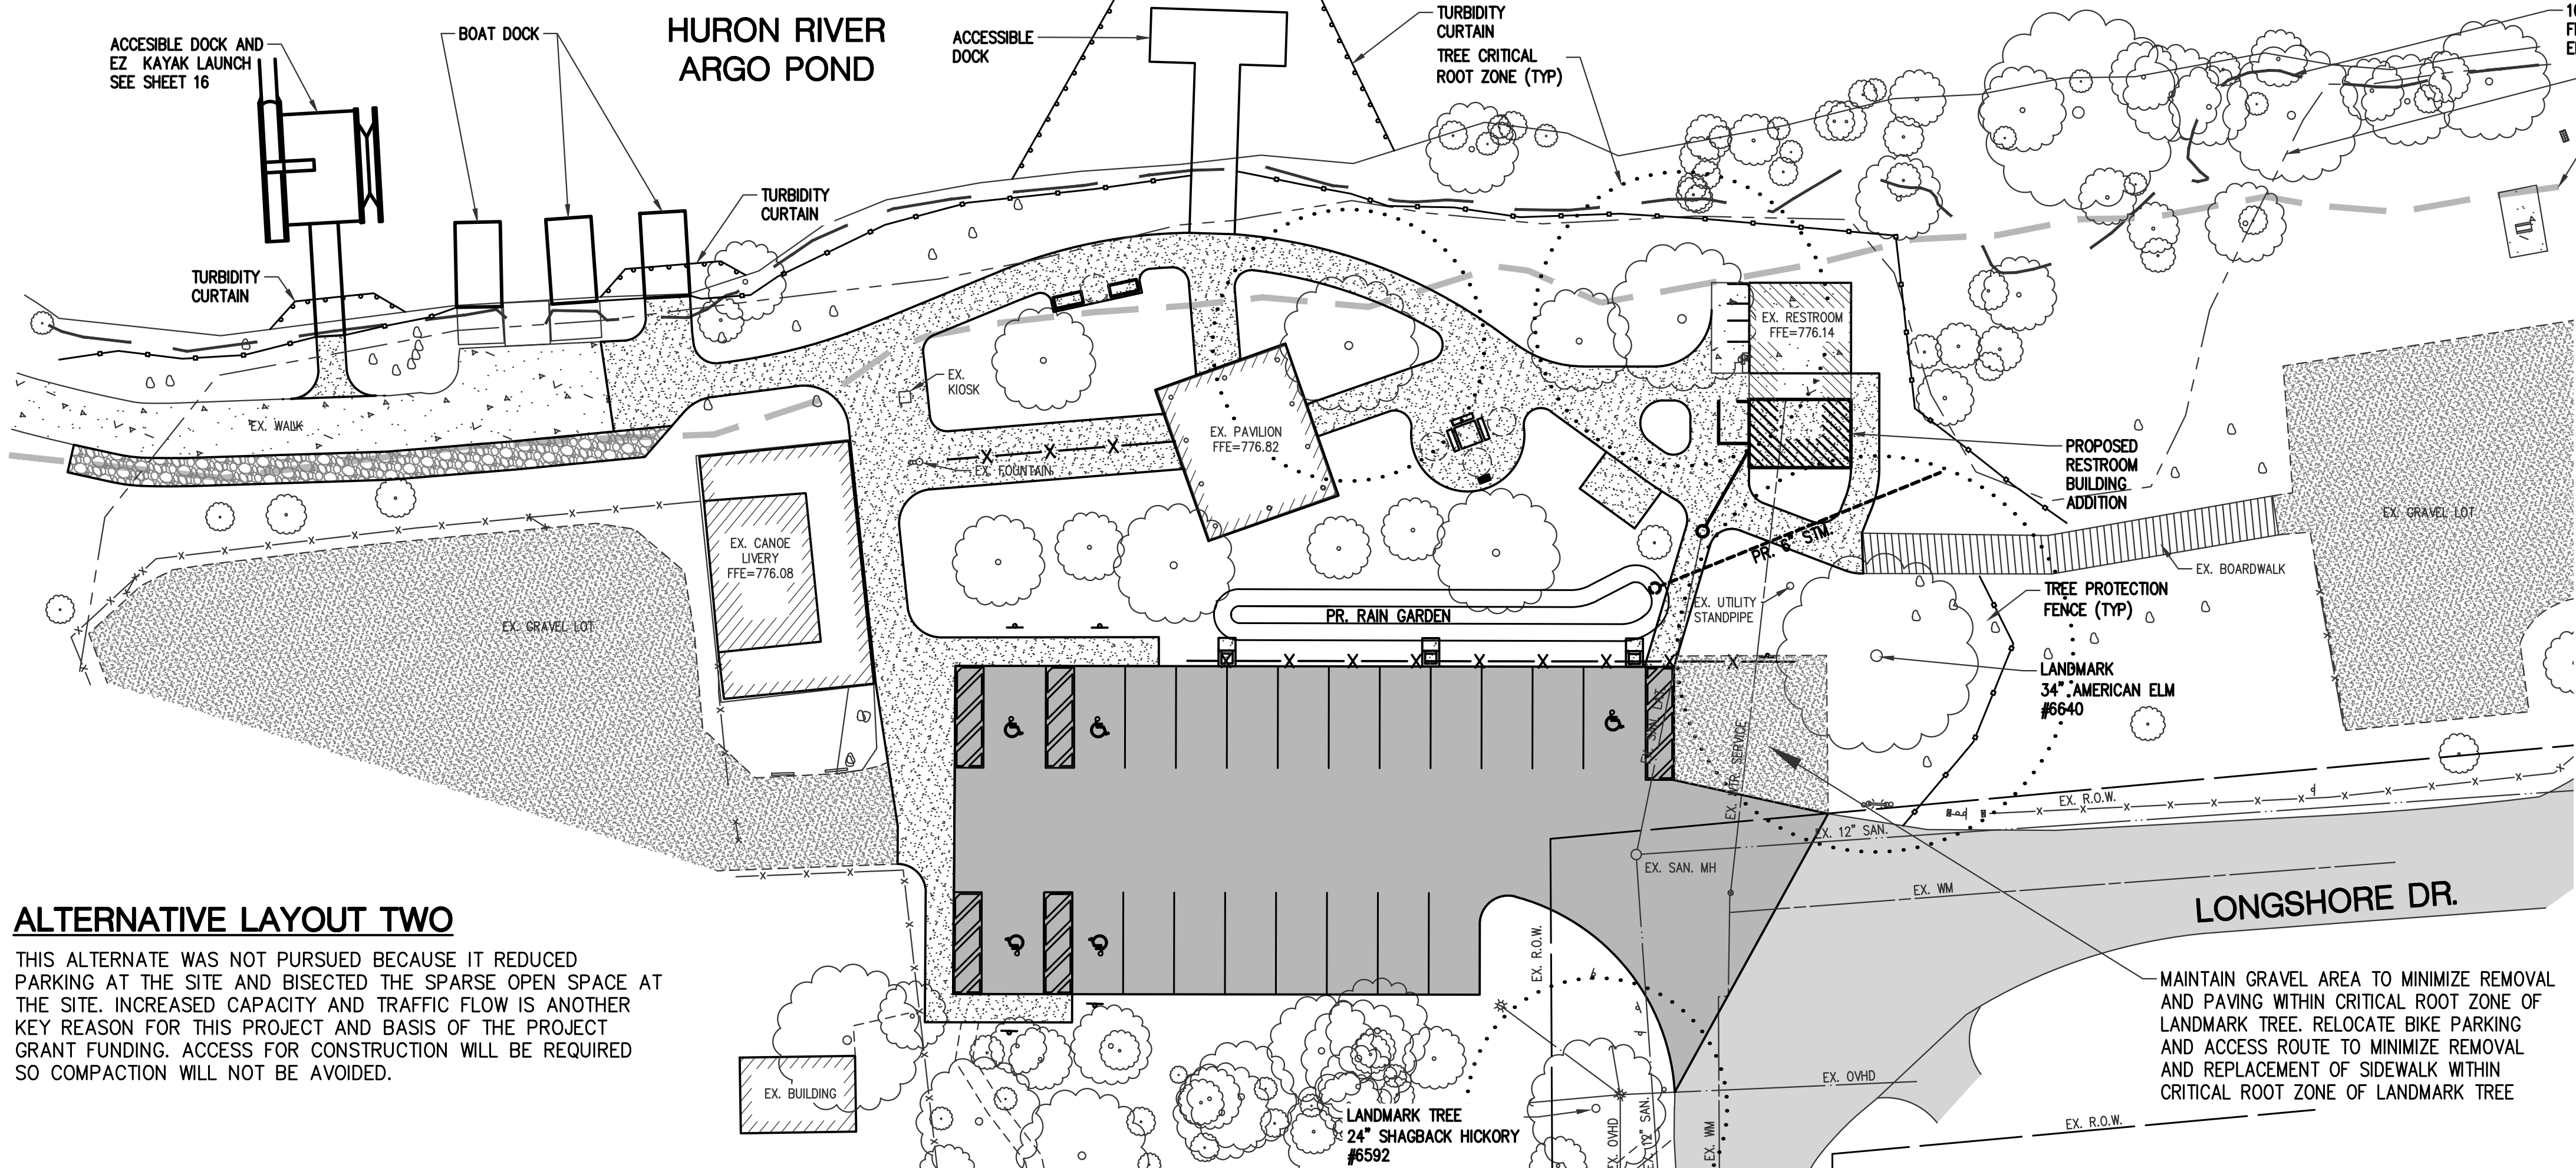 HURON RIVER
ARGO POND
ACCESIBLE DOCK AND
EZ KAYAK LAUNCH
SEE SHEET 16
BOAT DOCK
ACCESSIBLE
DOCK
TURBIDITY
CURTAIN
TREE CRITICAL
ROOT ZONE (TYP)
TURBIDITY
CURTAIN
TURBIDITY
CURTAIN
EX. RESTROOM
FFE=776.14
EX.
KIOSK
EX. WALK
EX. PAVILION
FFE=776.82
EX. FOUNTAIN
PROPOSED
RESTROOM
BUILDING
ADDITION
EX. GRAVEL LOT
EX. CANOE
LIVERY
FFE=776.08
PR. 6" STM.
EX. BOARDWALK
TREE PROTECTION
FENCE (TYP)
EX. UTILITY
STANDPIPE
PR. RAIN GARDEN
EX. GRAVEL LOT
LANDMARK
34" AMERICAN ELM
#6640
EX. WTR. SERVICE
EX. R.O.W.
EX. 12" SAN.
EX. SAN. MH
EX. WM
LONGSHORE DR.
EX. R.O.W.
ALTERNATIVE LAYOUT TWO
THIS ALTERNATE WAS NOT PURSUED BECAUSE IT REDUCED
PARKING AT THE SITE AND BISECTED THE SPARSE OPEN SPACE AT
THE SITE. INCREASED CAPACITY AND TRAFFIC FLOW IS ANOTHER
KEY REASON FOR THIS PROJECT AND BASIS OF THE PROJECT
GRANT FUNDING. ACCESS FOR CONSTRUCTION WILL BE REQUIRED
SO COMPACTION WILL NOT BE AVOIDED.
MAINTAIN GRAVEL AREA TO MINIMIZE REMOVAL
AND PAVING WITHIN CRITICAL ROOT ZONE OF
LANDMARK TREE. RELOCATE BIKE PARKING
AND ACCESS ROUTE TO MINIMIZE REMOVAL
AND REPLACEMENT OF SIDEWALK WITHIN
CRITICAL ROOT ZONE OF LANDMARK TREE
EX. BUILDING
EX. OVHD
LANDMARK TREE
24" SHAGBACK HICKORY
#6592
EX. OVHD
EX. 12" SAN.
EX. WM
EX. R.O.W.